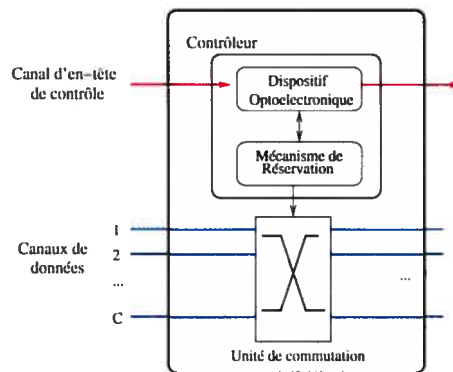 Contrôleur
Canal d'en-tête
de contrôle
Dispositif
Optoelectronique
Mécanisme de
Réservation
Canaux de
données
1
2
...
C
...
Unité de commutation